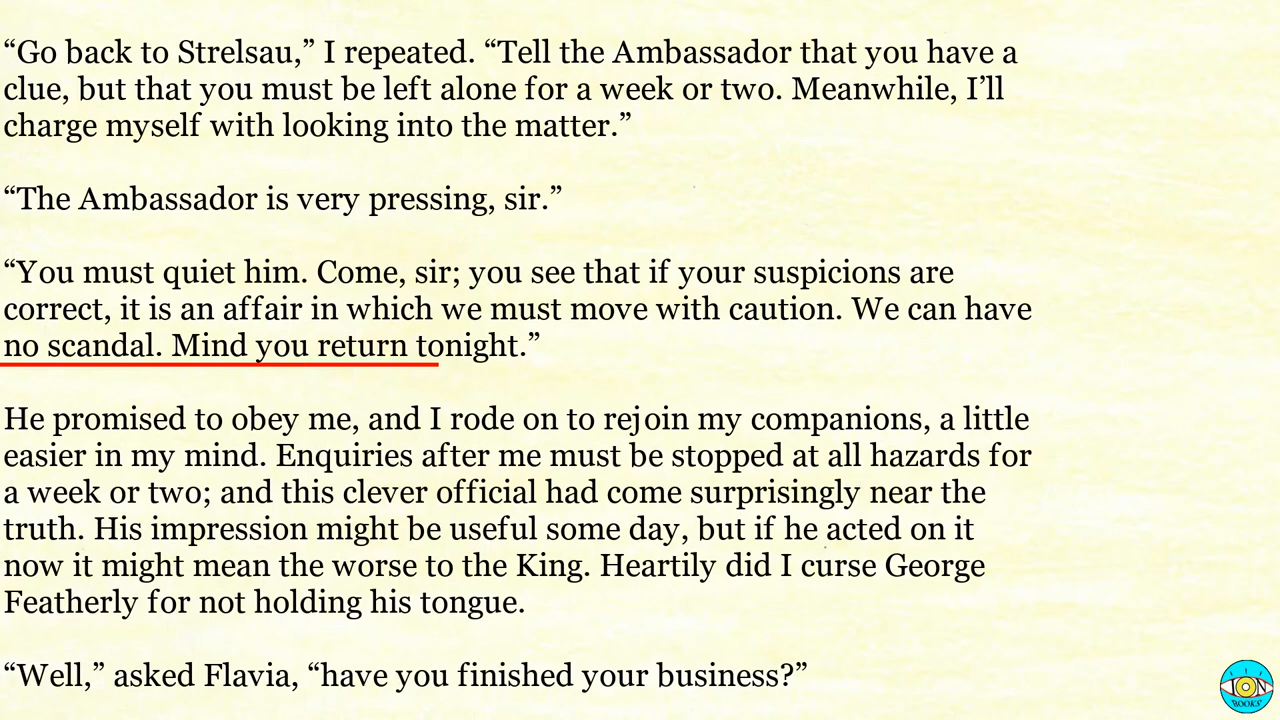 “Go back to Strelsau,” I repeated. “Tell the Ambassador that you have a
clue, but that you must be left alone for a week or two. Meanwhile, I’ll
charge myself with looking into the matter.”
“The Ambassador is very pressing, sir.”
“You must quiet him. Come, sir; you see that if your suspicions are
correct, it is an affair in which we must move with caution. We can have
no scandal. Mind you return tonight.”
He promised to obey me, and I rode on to rejoin my companions, a little
easier in my mind. Enquiries after me must be stopped at all hazards for
a week or two; and this clever official had come surprisingly near the
truth. His impression might be useful some day, but if he acted on it
now it might mean the worse to the King. Heartily did I curse George
Featherly for not holding his tongue.
“Well,” asked Flavia, “have you finished your business?”
ION
BOOKS